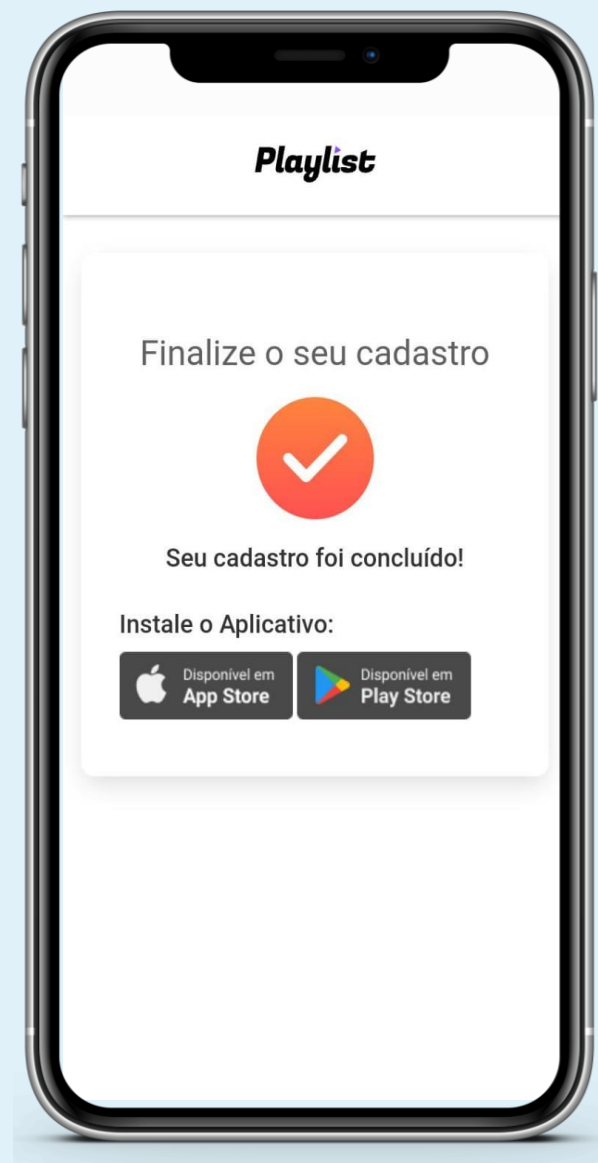 Playlist
Finalize o seu cadastro
Seu cadastro foi concluído!
Instale o Aplicativo:
Disponível em
App Store
Disponível em
Play Store